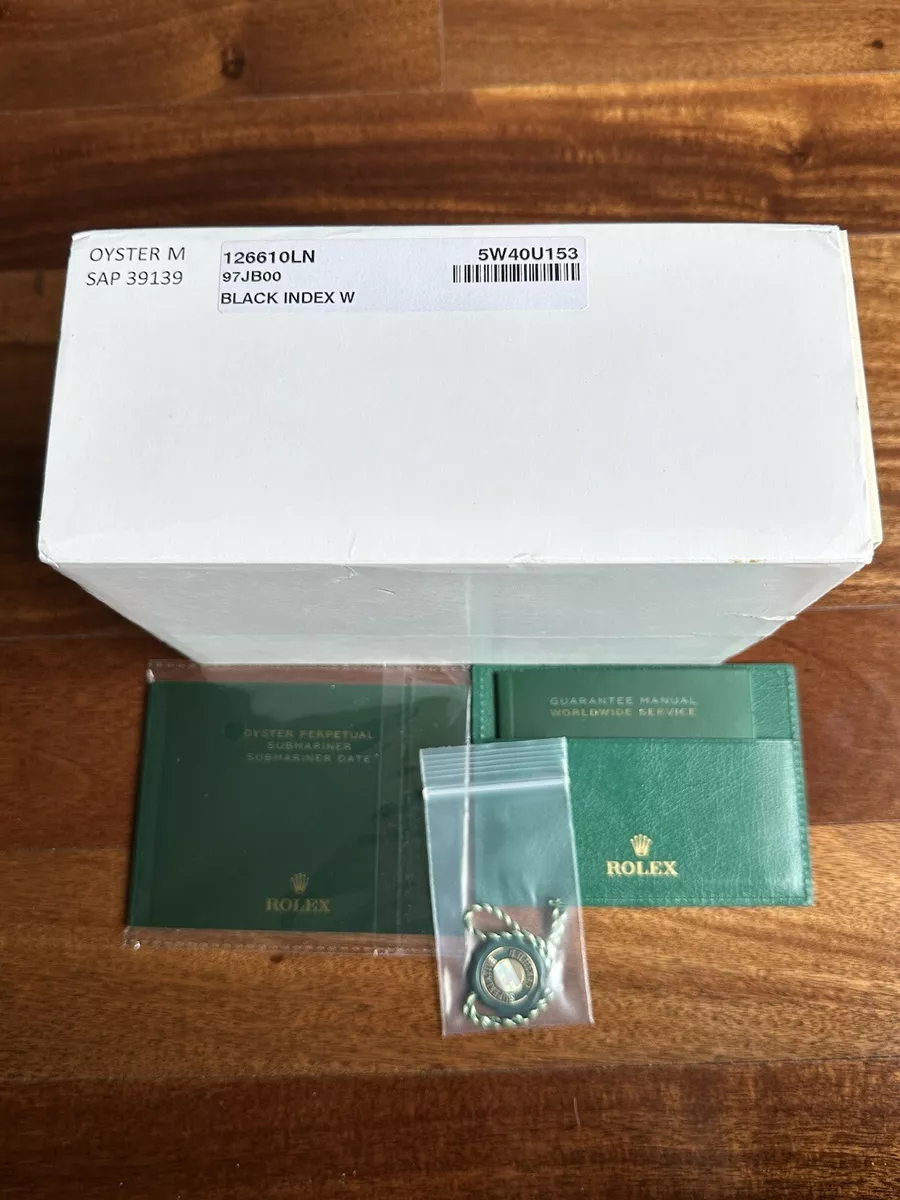 OYSTER M
SAP 39139
126610LN
5W40U153
97JB00
BLACK INDEX W
OYSTER PERPETUAL
SUBMARINER
SUBMARINER DATE
ROLEX
GUARANTEE MANUAL
WORLDWIDE SERVICE
ROLEX